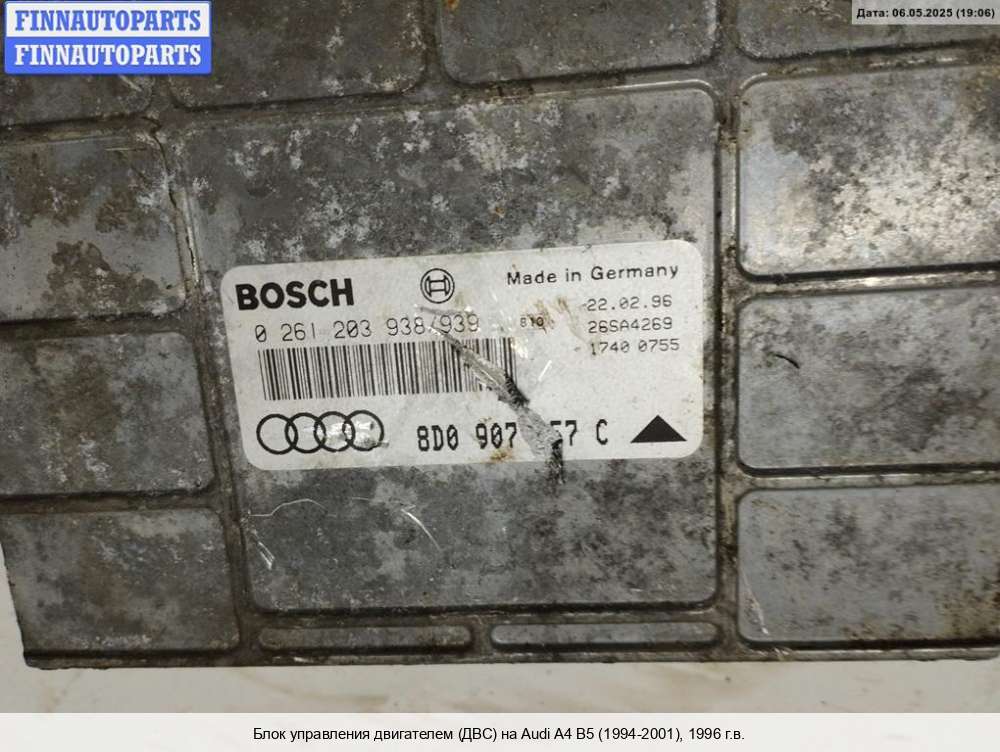 FINNAUTOPARTS
FINNAUTOPARTS
Дата: 06.05.2025 (19:06)
BOSCH
Made in Germany
0 261 203 938/939
22.02.96
26SA4269
1740 0755
8D0 907 C
Блок управления двигателем (ДВС) на Audi A4 B5 (1994-2001), 1996 г.в.